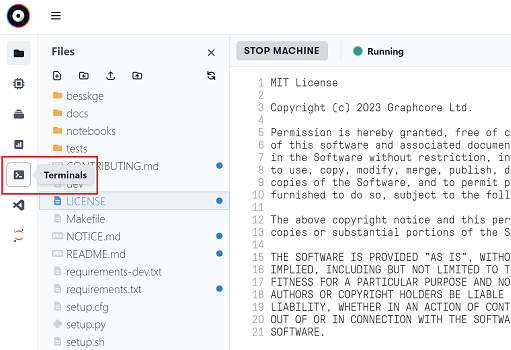 Files
STOP MACHINE
Running
besskge
docs
notebooks
tests
CONTRIBUTING.md
Terminals
dev
LICENSE
Makefile
NOTICE.md
README.md
requirements-dev.txt
requirements.txt
setup.cfg
setup.py
setup.sh
1 MIT License
2
3 Copyright (c) 2023 Graphcore Ltd.
4
5 Permission is hereby granted, free of c
6 of this software and associated documen
7 in the Software without restriction, in
8 to use, copy, modify, merge, publish, d
9 copies of the Software, and to permit p
10 furnished to do so, subject to the foll
11
12 The above copyright notice and this per
13 copies or substantial portions of the S
14
15 THE SOFTWARE IS PROVIDED "AS IS", WITHO
16 IMPLIED, INCLUDING BUT NOT LIMITED TO T
17 FITNESS FOR A PARTICULAR PURPOSE AND NO
18 AUTHORS OR COPYRIGHT HOLDERS BE LIABLE
19 LIABILITY, WHETHER IN AN ACTION OF CONT
20 OUT OF OR IN CONNECTION WITH THE SOFTWA
21 SOFTWARE.